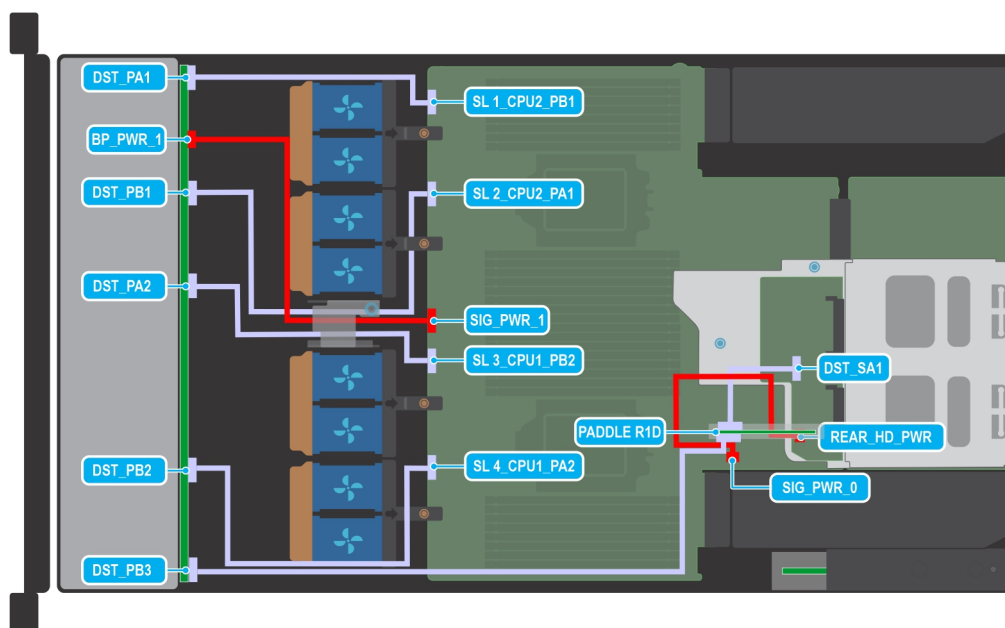 DST_PA1
SL 1_CPU2_PB1
BP_PWR_1
DST_PB1
SL 2_CPU2_PA1
DST_PA2
SIG_PWR_1
SL 3_CPU1_PB2
DST_SA1
PADDLE R1D
REAR_HD_PWR
DST_PB2
SL 4_CPU1_PA2
SIG_PWR_0
DST_PB3